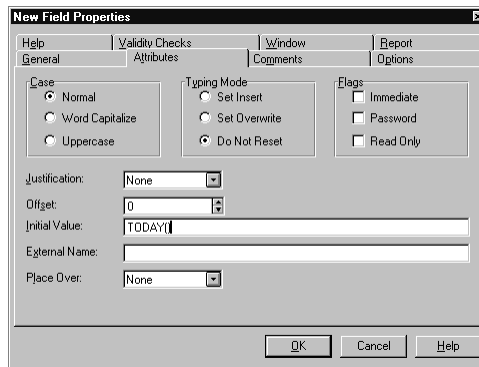 New Field Properties
Help Validity Checks Window Report
General Attributes Comments Options
Case Typing Mode Flags
Normal Set Insert Immediate
Word Capitalize Set Overwrite Password
Uppercase Do Not Reset Read Only
Justification: None
Offset: 0
Initial Value: TODAY()
External Name:
Place Over: None
OK Cancel Help